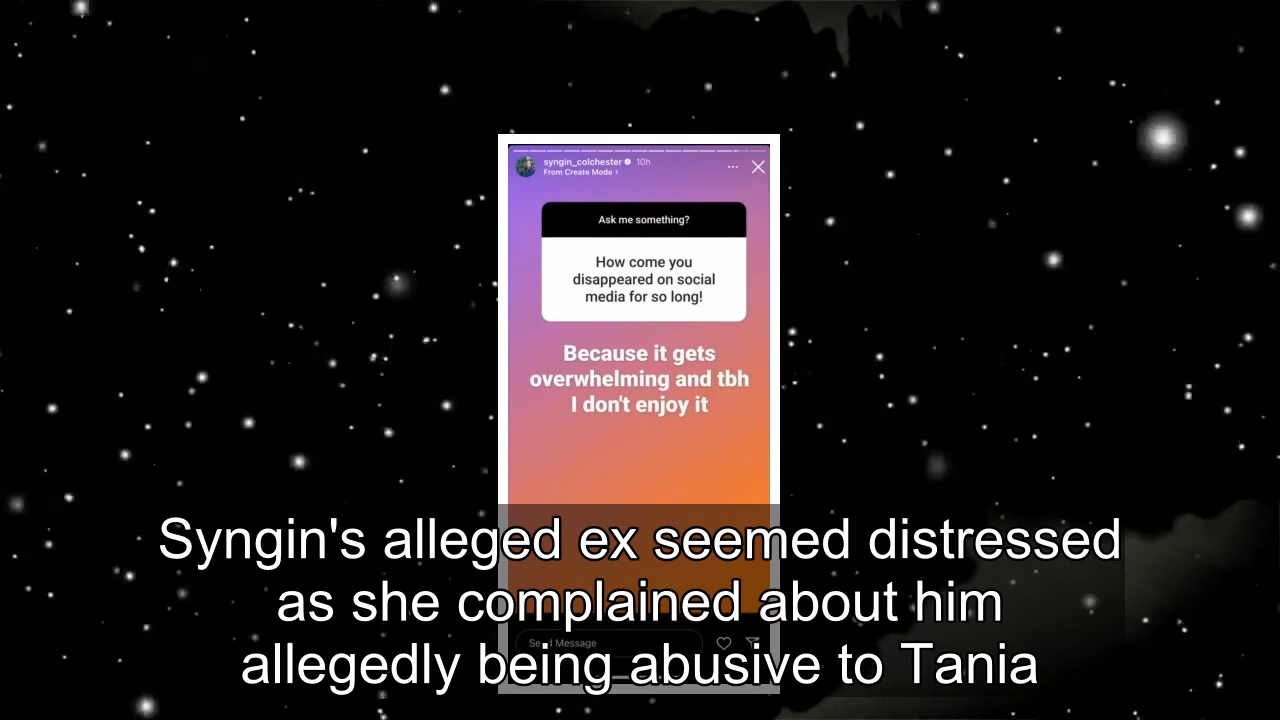 syngin_colchester 10h
From Create Mode >
Ask me something?
How come you
disappeared on social
media for so long!
Because it gets
overwhelming and tbh
I don't enjoy it
Syngin's alleged ex seemed distressed
as she complained about him
Send Message
allegedly being abusive to Tania